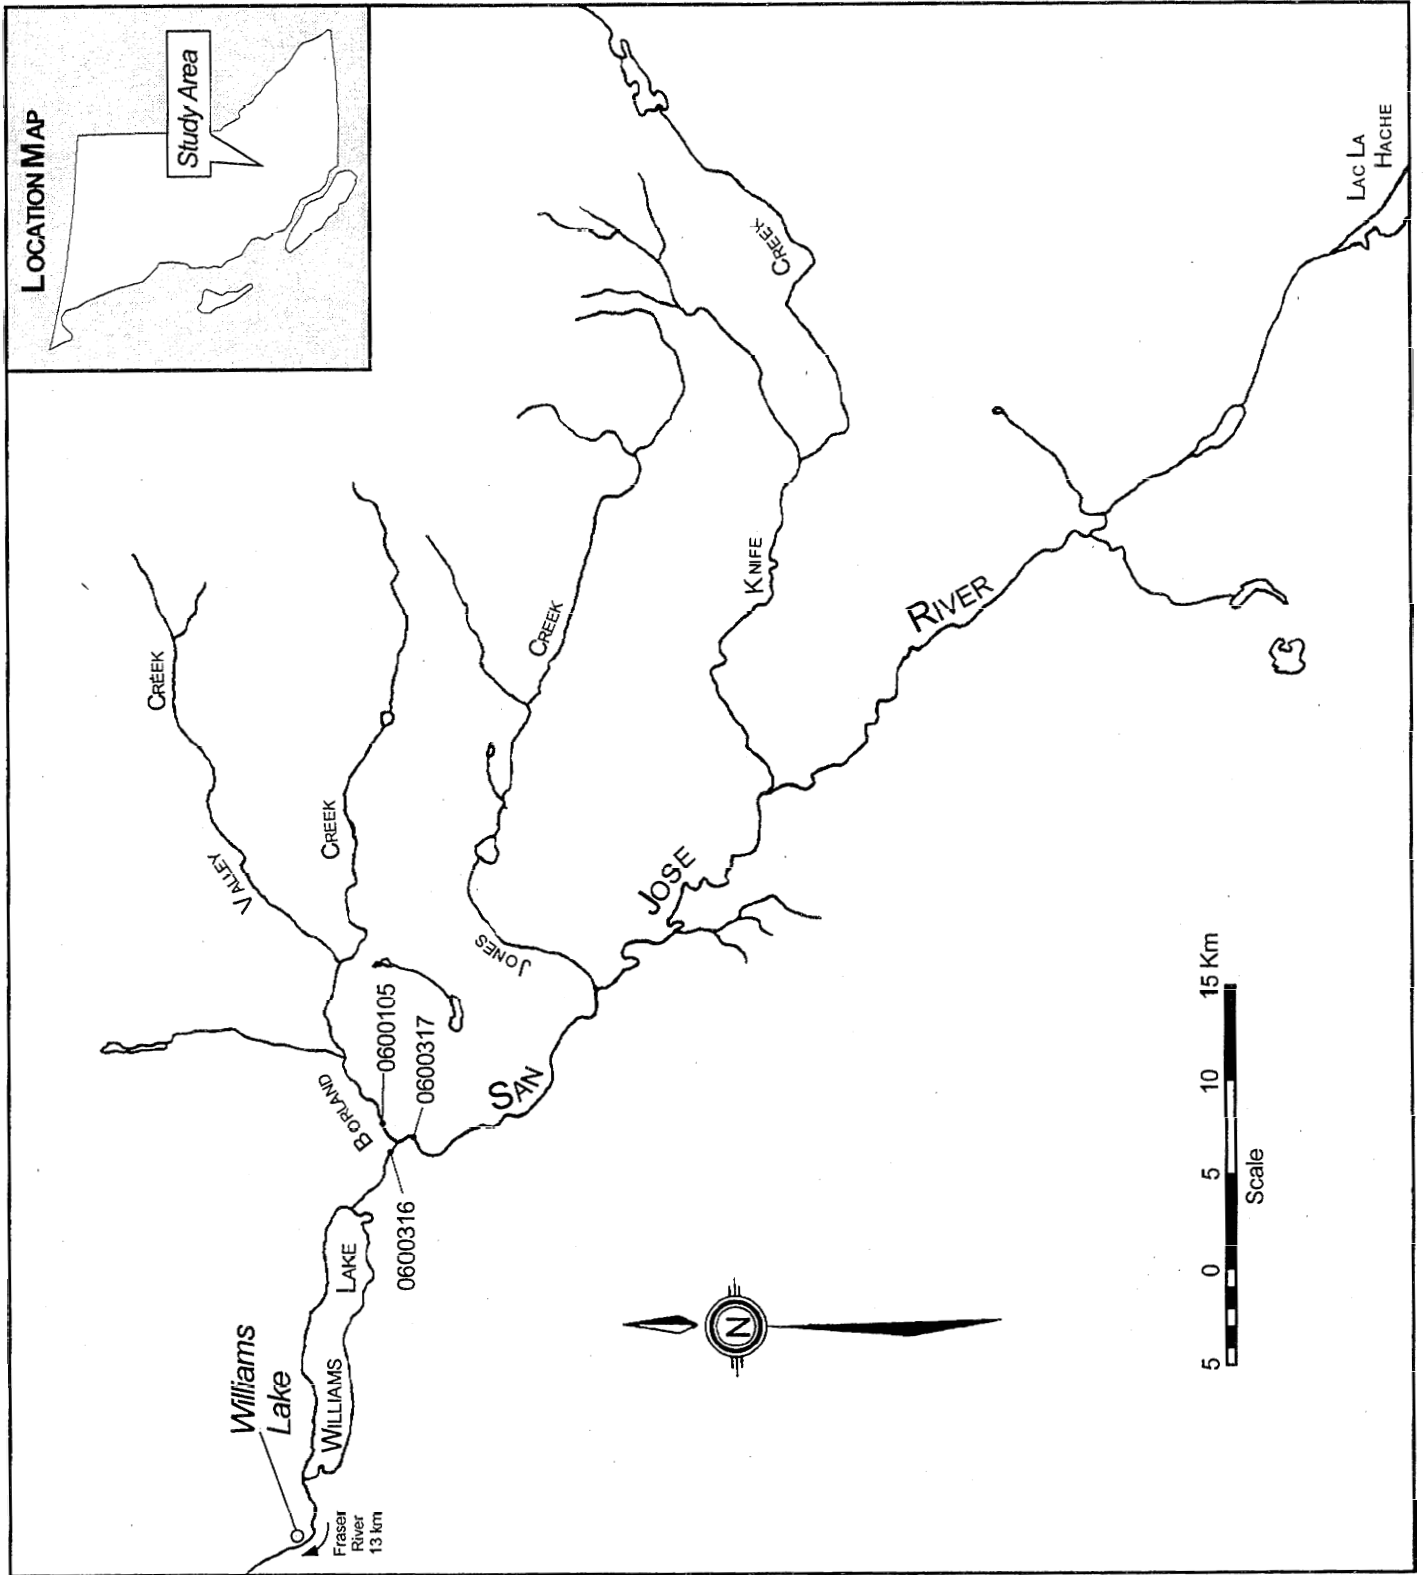 LOCATION MAP
Study Area
CREEK
VALLEY
CREEK
BORLAND
CREEK
JONES
CREEK
KNIFE
RIVER
JOSE
SAN
LAC LA
HACHE
0600105
0600317
0600316
LAKE
WILLIAMS
Williams
Lake
Fraser
River
13 km
N
5 0 5 10 15 Km
Scale